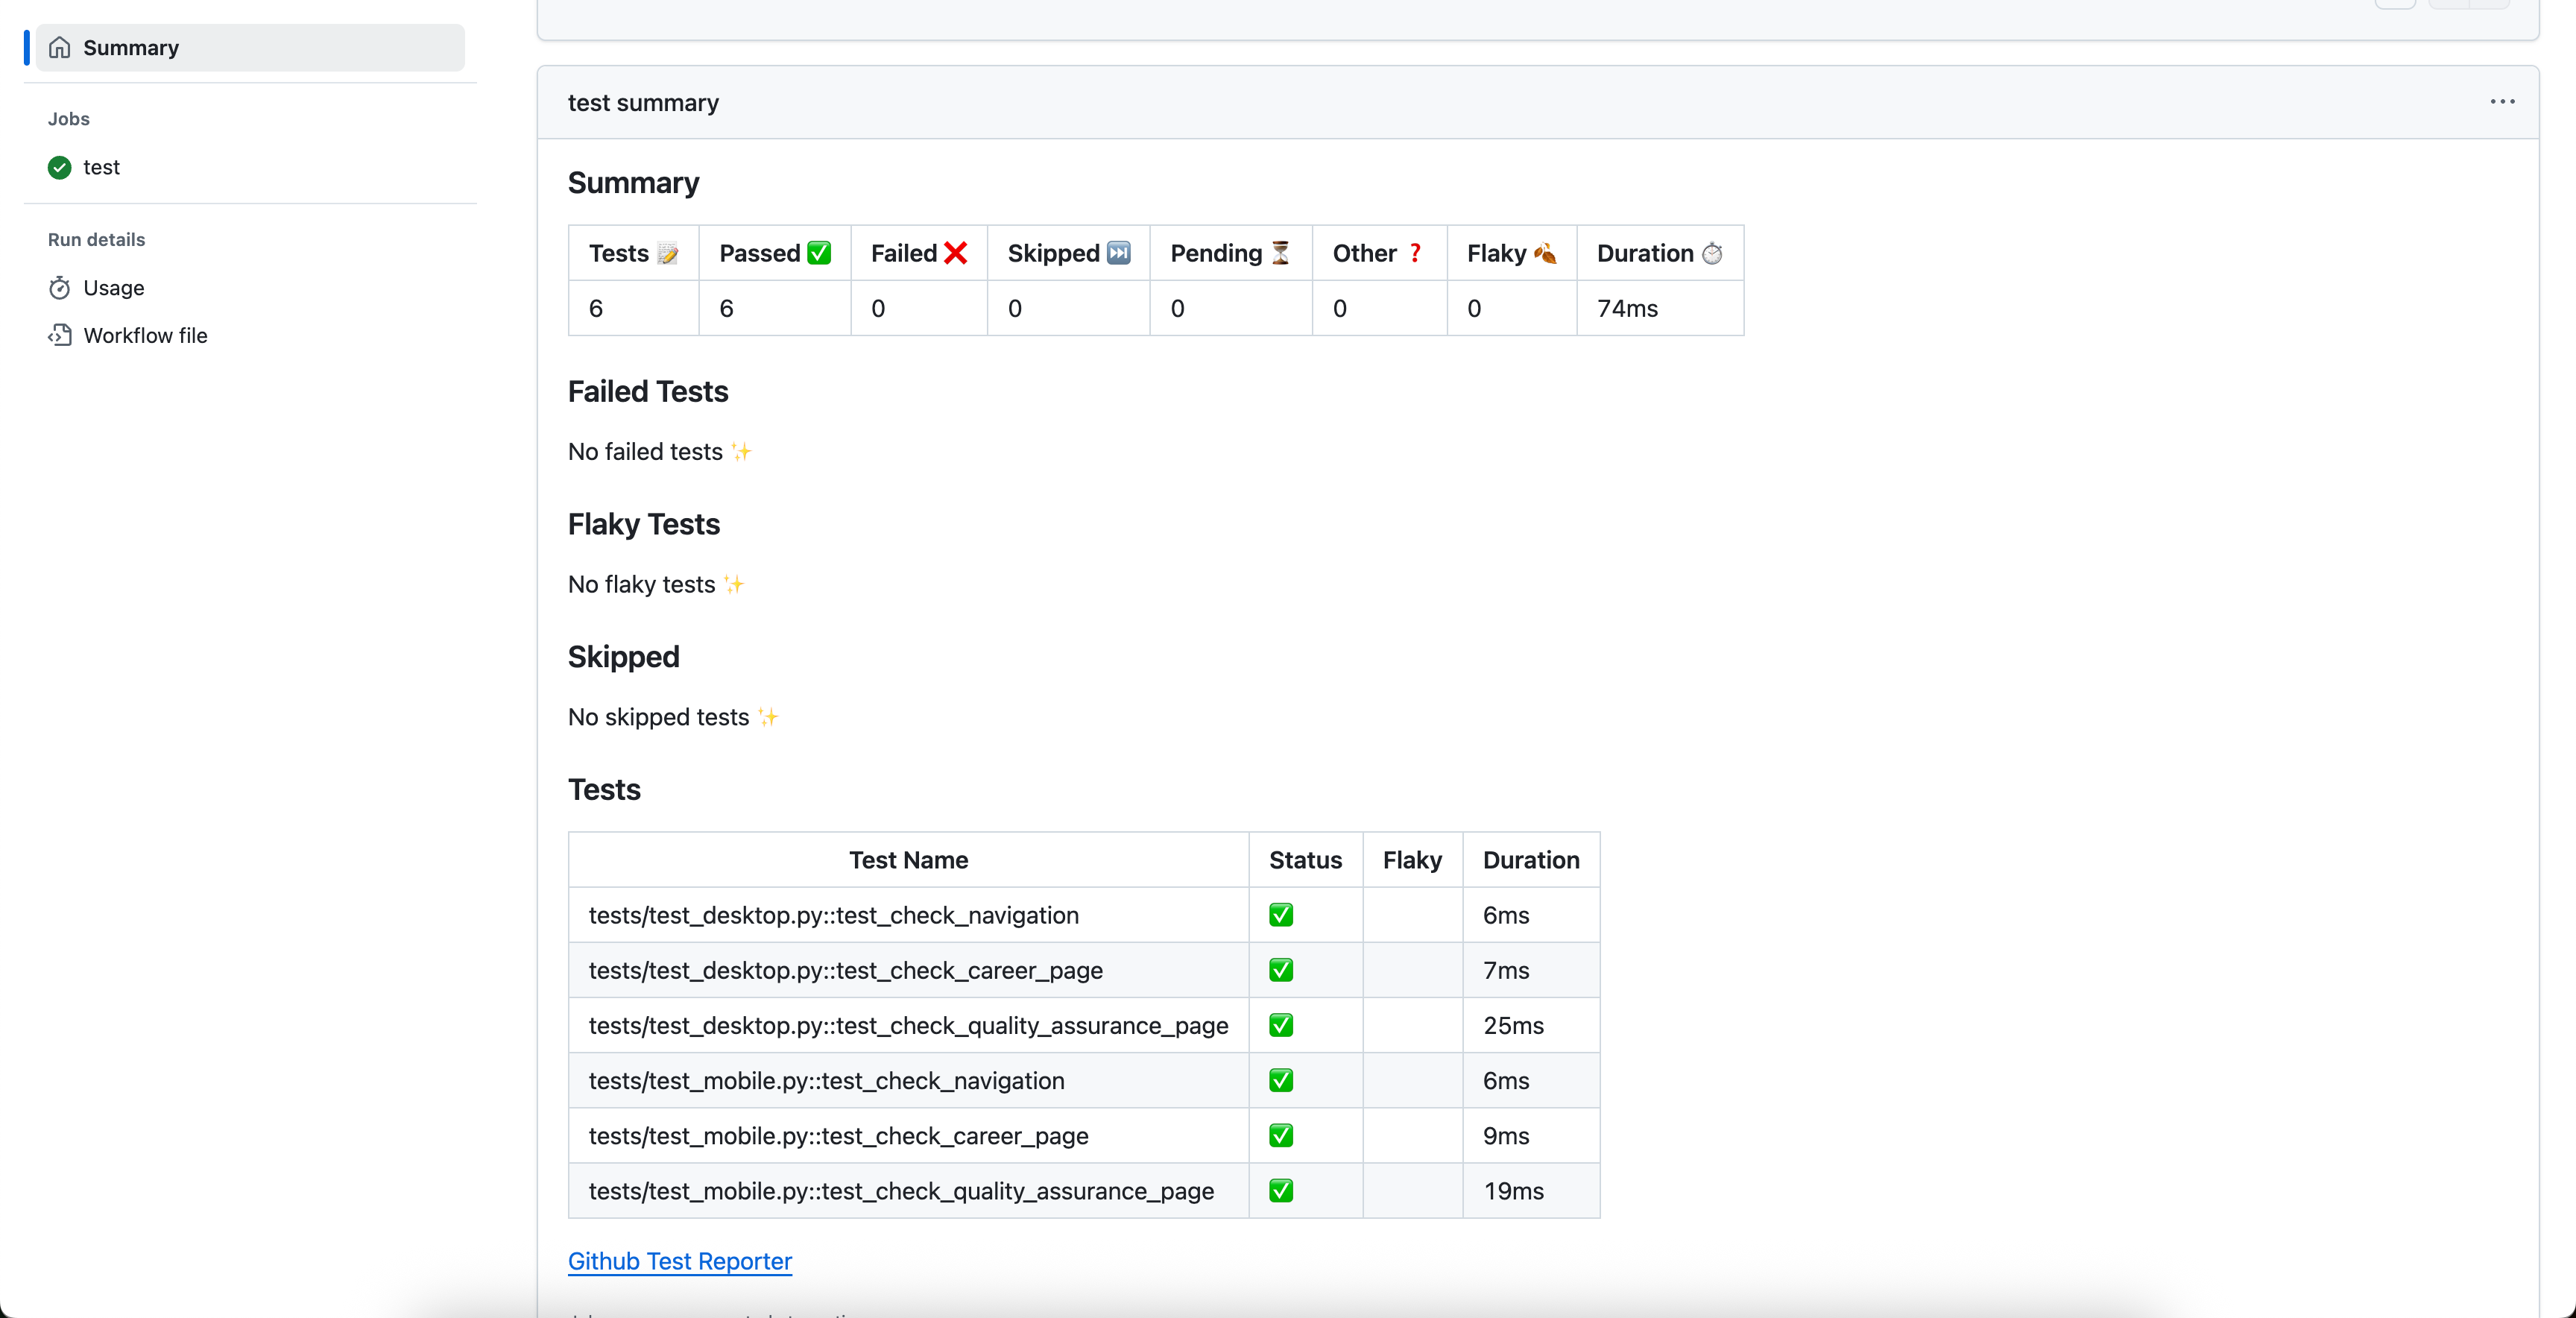 Summary
Jobs
test
Run details
Usage
Workflow file
test summary
Summary
Tests 📝 Passed ✅ Failed ❌ Skipped ⏭️ Pending ⏳ Other ❓ Flaky 🍂 Duration ⏱️
6 6 0 0 0 0 0 74ms
Failed Tests
No failed tests ✨
Flaky Tests
No flaky tests ✨
Skipped
No skipped tests ✨
Tests
Test Name Status Flaky Duration
tests/test_desktop.py::test_check_navigation ✅ 6ms
tests/test_desktop.py::test_check_career_page ✅ 7ms
tests/test_desktop.py::test_check_quality_assurance_page ✅ 25ms
tests/test_mobile.py::test_check_navigation ✅ 6ms
tests/test_mobile.py::test_check_career_page ✅ 9ms
tests/test_mobile.py::test_check_quality_assurance_page ✅ 19ms
Github Test Reporter